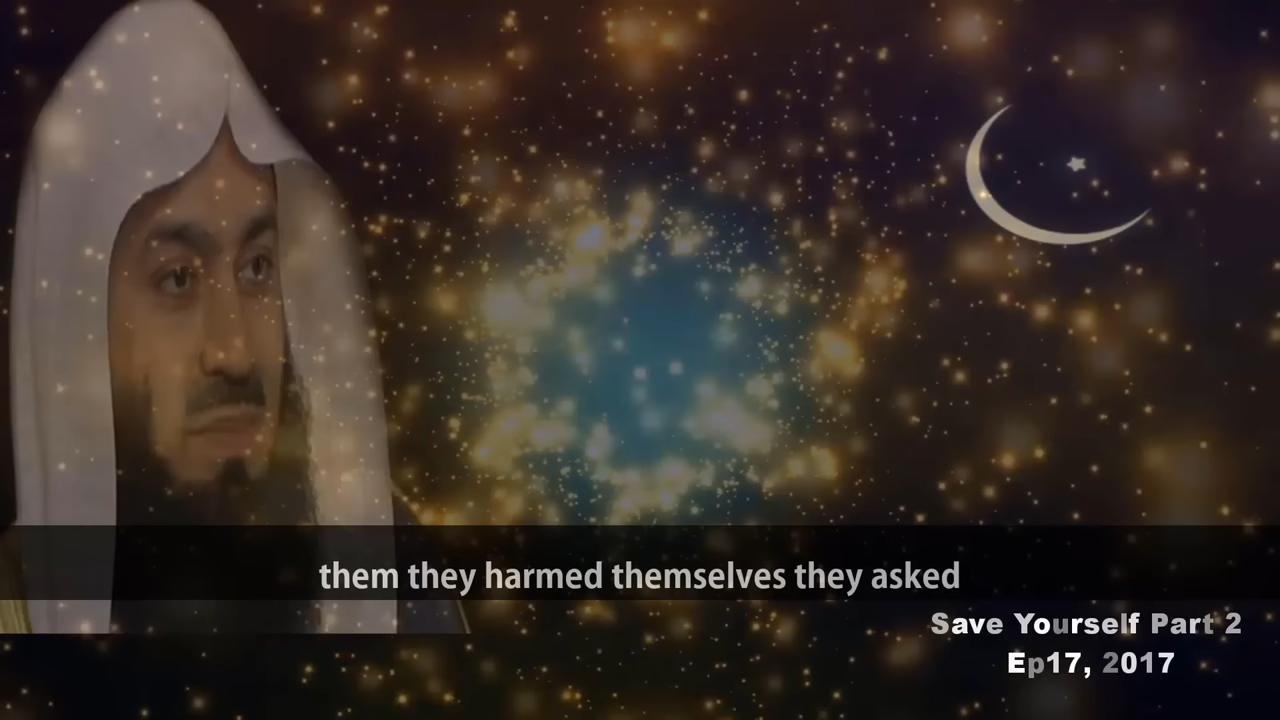 them they harmed themselves they asked
Save Yourself Part 2
Ep17, 2017